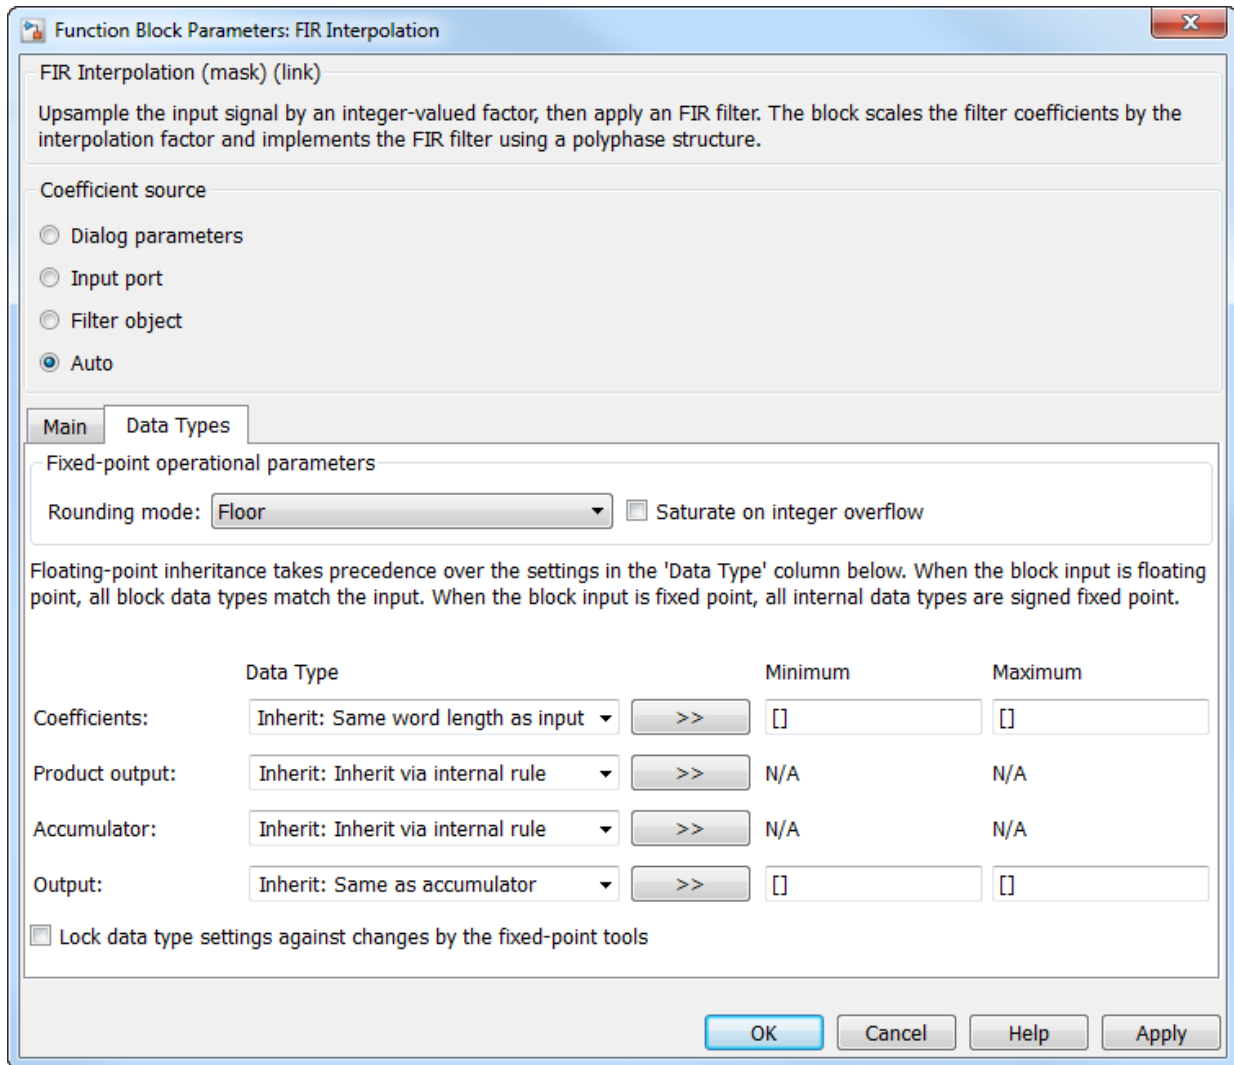 Function Block Parameters: FIR Interpolation
X
FIR Interpolation (mask) (link)
Upsample the input signal by an integer-valued factor, then apply an FIR filter. The block scales the filter coefficients by the
interpolation factor and implements the FIR filter using a polyphase structure.
Coefficient source
Dialog parameters
Input port
Filter object
Auto
Main Data Types
Fixed-point operational parameters
Rounding mode: Floor Saturate on integer overflow
Floating-point inheritance takes precedence over the settings in the 'Data Type' column below. When the block input is floating
point, all block data types match the input. When the block input is fixed point, all internal data types are signed fixed point.
Data Type Minimum Maximum
Coefficients: Inherit: Same word length as input >> [] []
Product output: Inherit: Inherit via internal rule >> N/A N/A
Accumulator: Inherit: Inherit via internal rule >> N/A N/A
Output: Inherit: Same as accumulator >> [] []
Lock data type settings against changes by the fixed-point tools
OK Cancel Help Apply